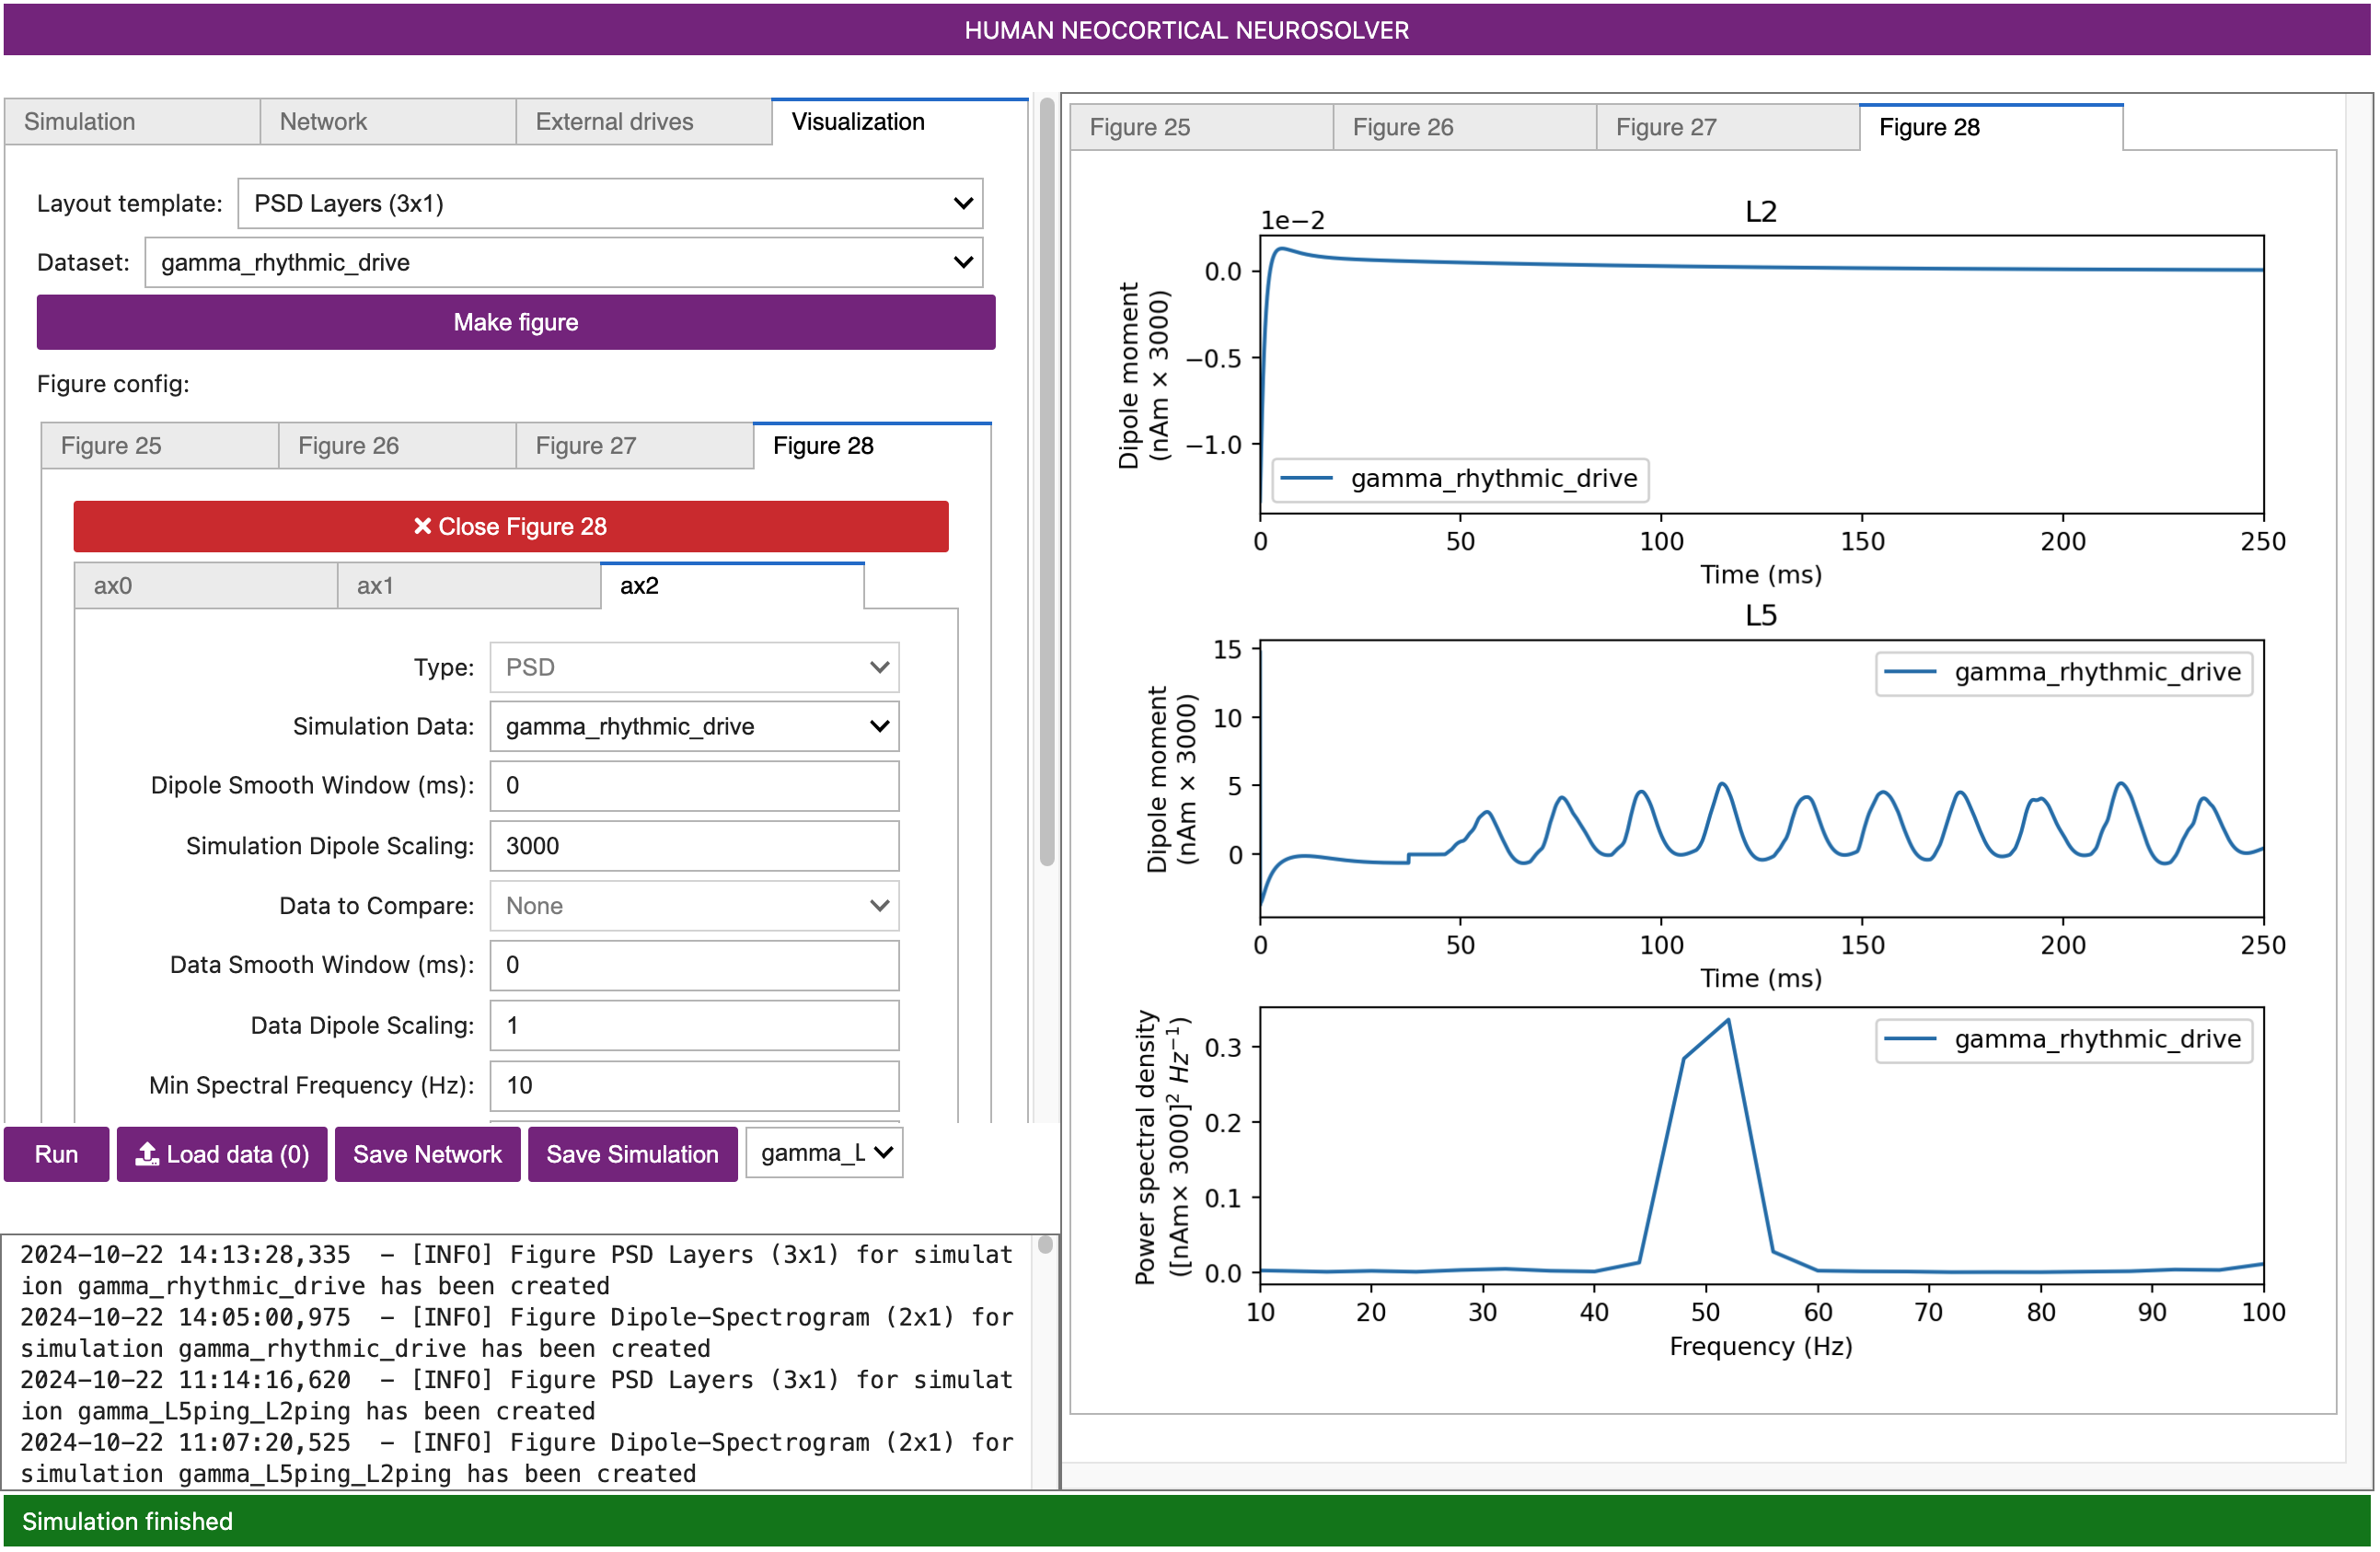 HUMAN NEOCORTICAL NEUROSOLVER
Simulation
Network
External drives
Visualization
Layout template:
PSD Layers (3x1)
Dataset:
gamma_rhythmic_drive
Make figure
Figure config:
Figure 25
Figure 26
Figure 27
Figure 28
Close Figure 28
ax0
ax1
ax2
Type:
PSD
Simulation Data:
gamma_rhythmic_drive
Dipole Smooth Window (ms):
0
Simulation Dipole Scaling:
3000
Data to Compare:
None
Data Smooth Window (ms):
0
Data Dipole Scaling:
1
Min Spectral Frequency (Hz):
10
Run
Load data (0)
Save Network
Save Simulation
gamma_L
2024-10-22 14:13:28,335  - [INFO] Figure PSD Layers (3x1) for simulat
ion gamma_rhythmic_drive has been created
2024-10-22 14:05:00,975  - [INFO] Figure Dipole-Spectrogram (2x1) for
simulation gamma_rhythmic_drive has been created
2024-10-22 11:14:16,620  - [INFO] Figure PSD Layers (3x1) for simulat
ion gamma_L5ping_L2ping has been created
2024-10-22 11:07:20,525  - [INFO] Figure Dipole-Spectrogram (2x1) for
simulation gamma_L5ping_L2ping has been created
Figure 25
Figure 26
Figure 27
Figure 28
L2
1e−2
0.0
−0.5
−1.0
Dipole moment
(nAm × 3000)
gamma_rhythmic_drive
0 50 100 150 200 250
Time (ms)
L5
15
10
5
0
Dipole moment
(nAm × 3000)
gamma_rhythmic_drive
0 50 100 150 200 250
Time (ms)
0.3
0.2
0.1
0.0
Power spectral density
([nAm× 3000]² Hz⁻¹)
gamma_rhythmic_drive
10 20 30 40 50 60 70 80 90 100
Frequency (Hz)
Simulation finished